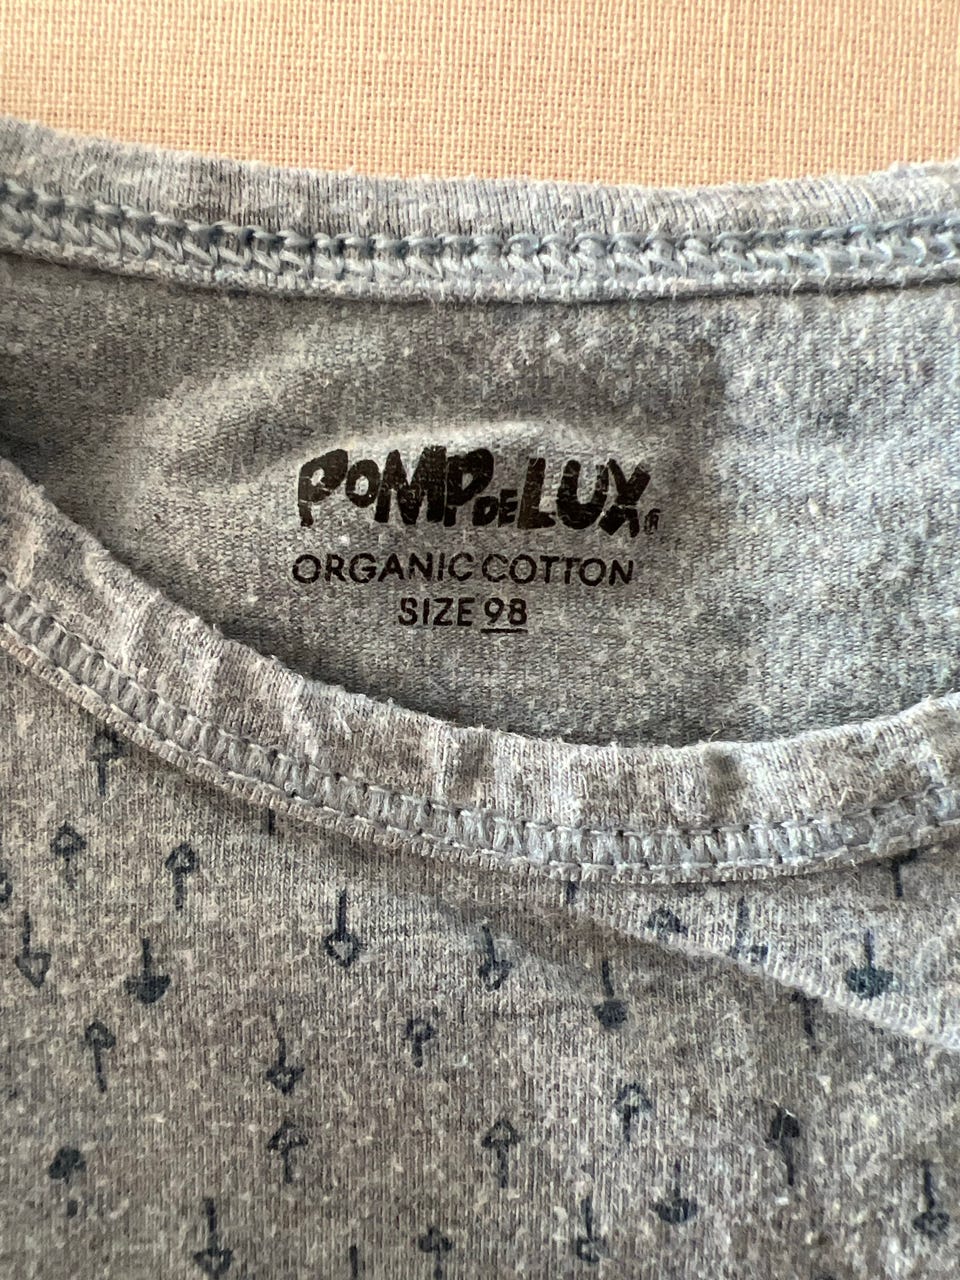 POMPDELUX®
ORGANIC COTTON
SIZE 98